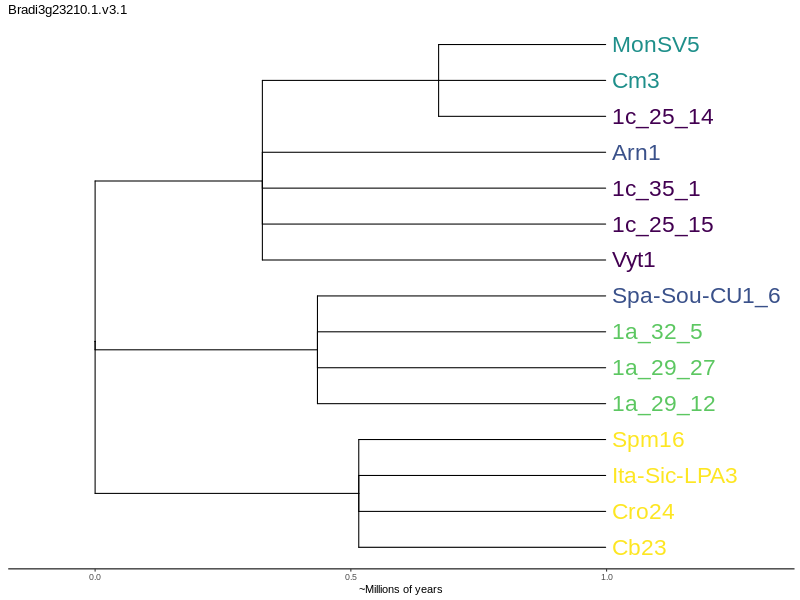 Bradi3g23210.1.v3.1
MonSV5
Cm3
1c_25_14
Arn1
1c_35_1
1c_25_15
Vyt1
Spa-Sou-CU1_6
1a_32_5
1a_29_27
1a_29_12
Spm16
Ita-Sic-LPA3
Cro24
Cb23
0.0 0.5 1.0
~Millions of years